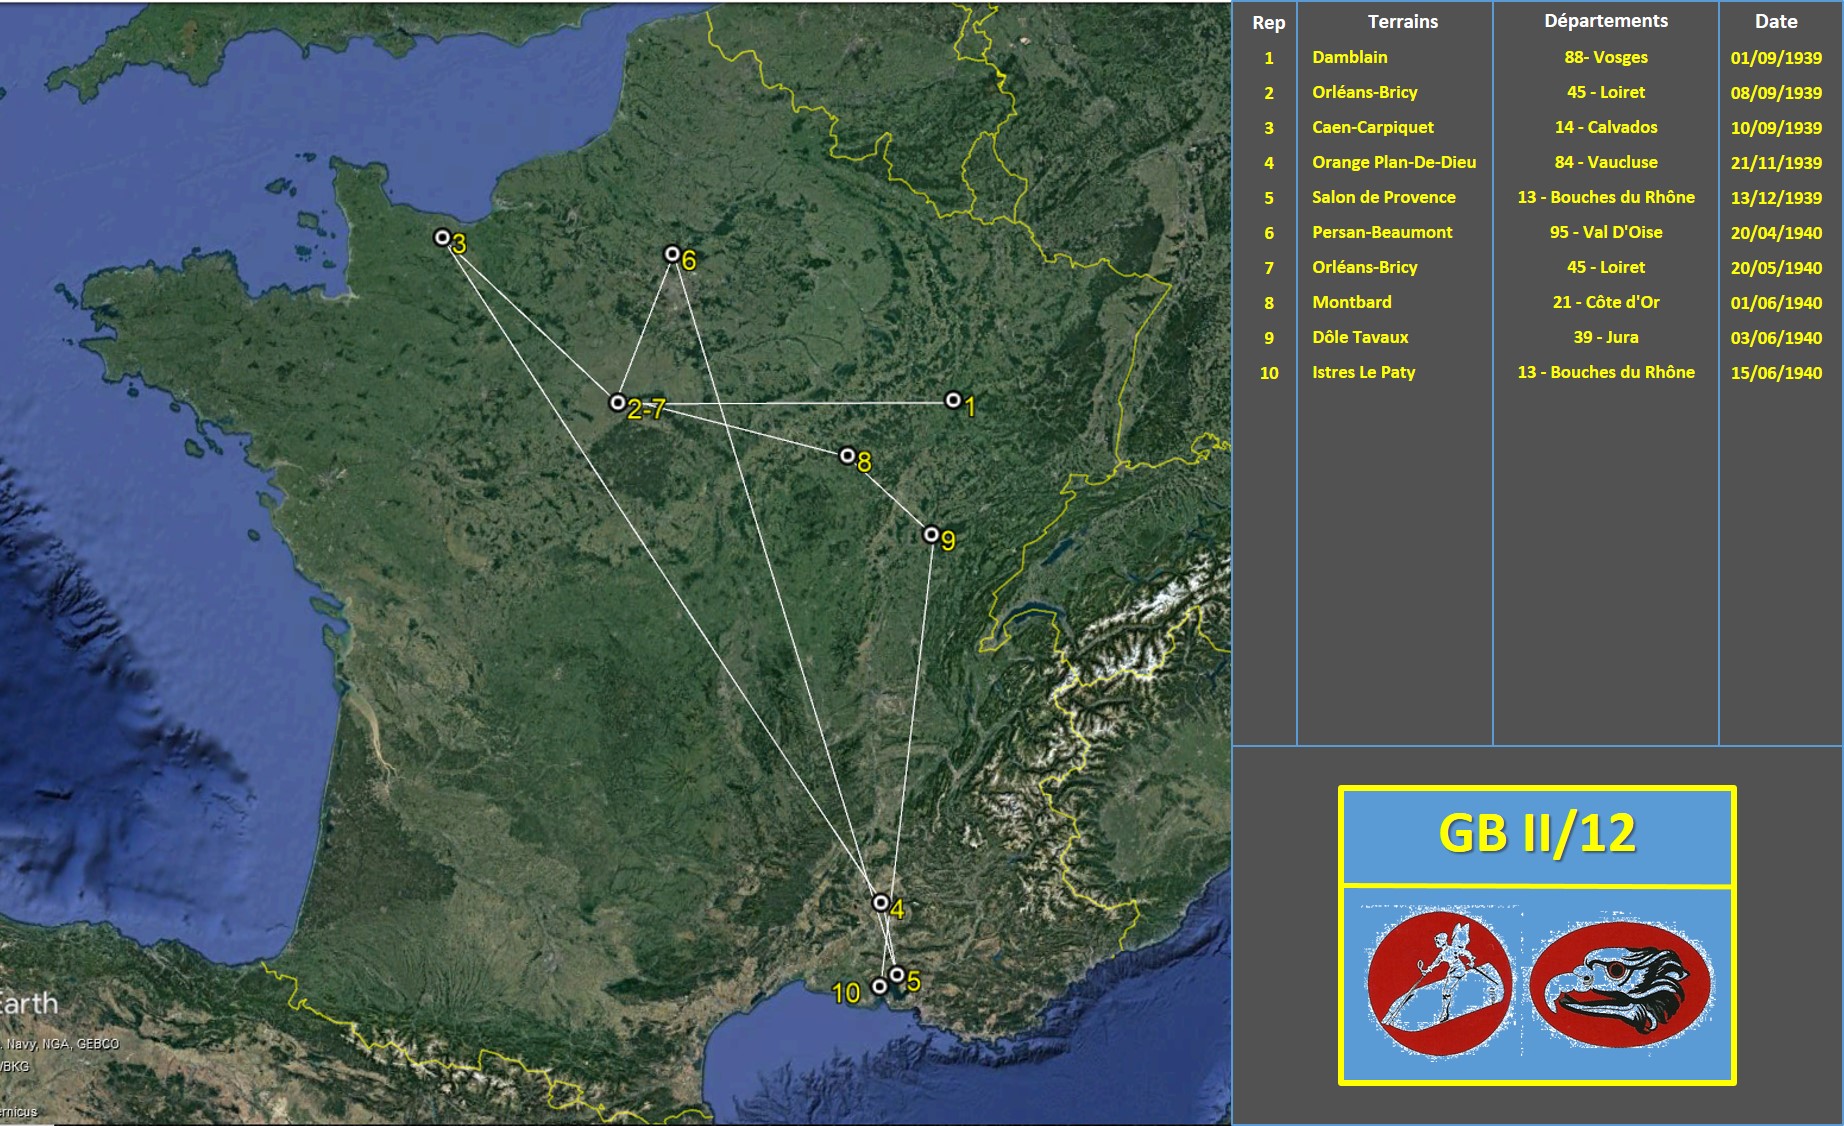 Rep Terrains Départements Date
1 Damblain 88- Vosges 01/09/1939
2 Orléans-Bricy 45 - Loiret 08/09/1939
3 Caen-Carpiquet 14 - Calvados 10/09/1939
4 Orange Plan-De-Dieu 84 - Vaucluse 21/11/1939
5 Salon de Provence 13 - Bouches du Rhône 13/12/1939
6 Persan-Beaumont 95 - Val D'Oise 20/04/1940
7 Orléans-Bricy 45 - Loiret 20/05/1940
8 Montbard 21 - Côte d'Or 01/06/1940
9 Dôle Tavaux 39 - Jura 03/06/1940
10 Istres Le Paty 13 - Bouches du Rhône 15/06/1940
3
6
2-7
1
8
9
4
5
10
Earth
, Navy, NGA, GEBCO
/BKG
ernicus
GB II/12